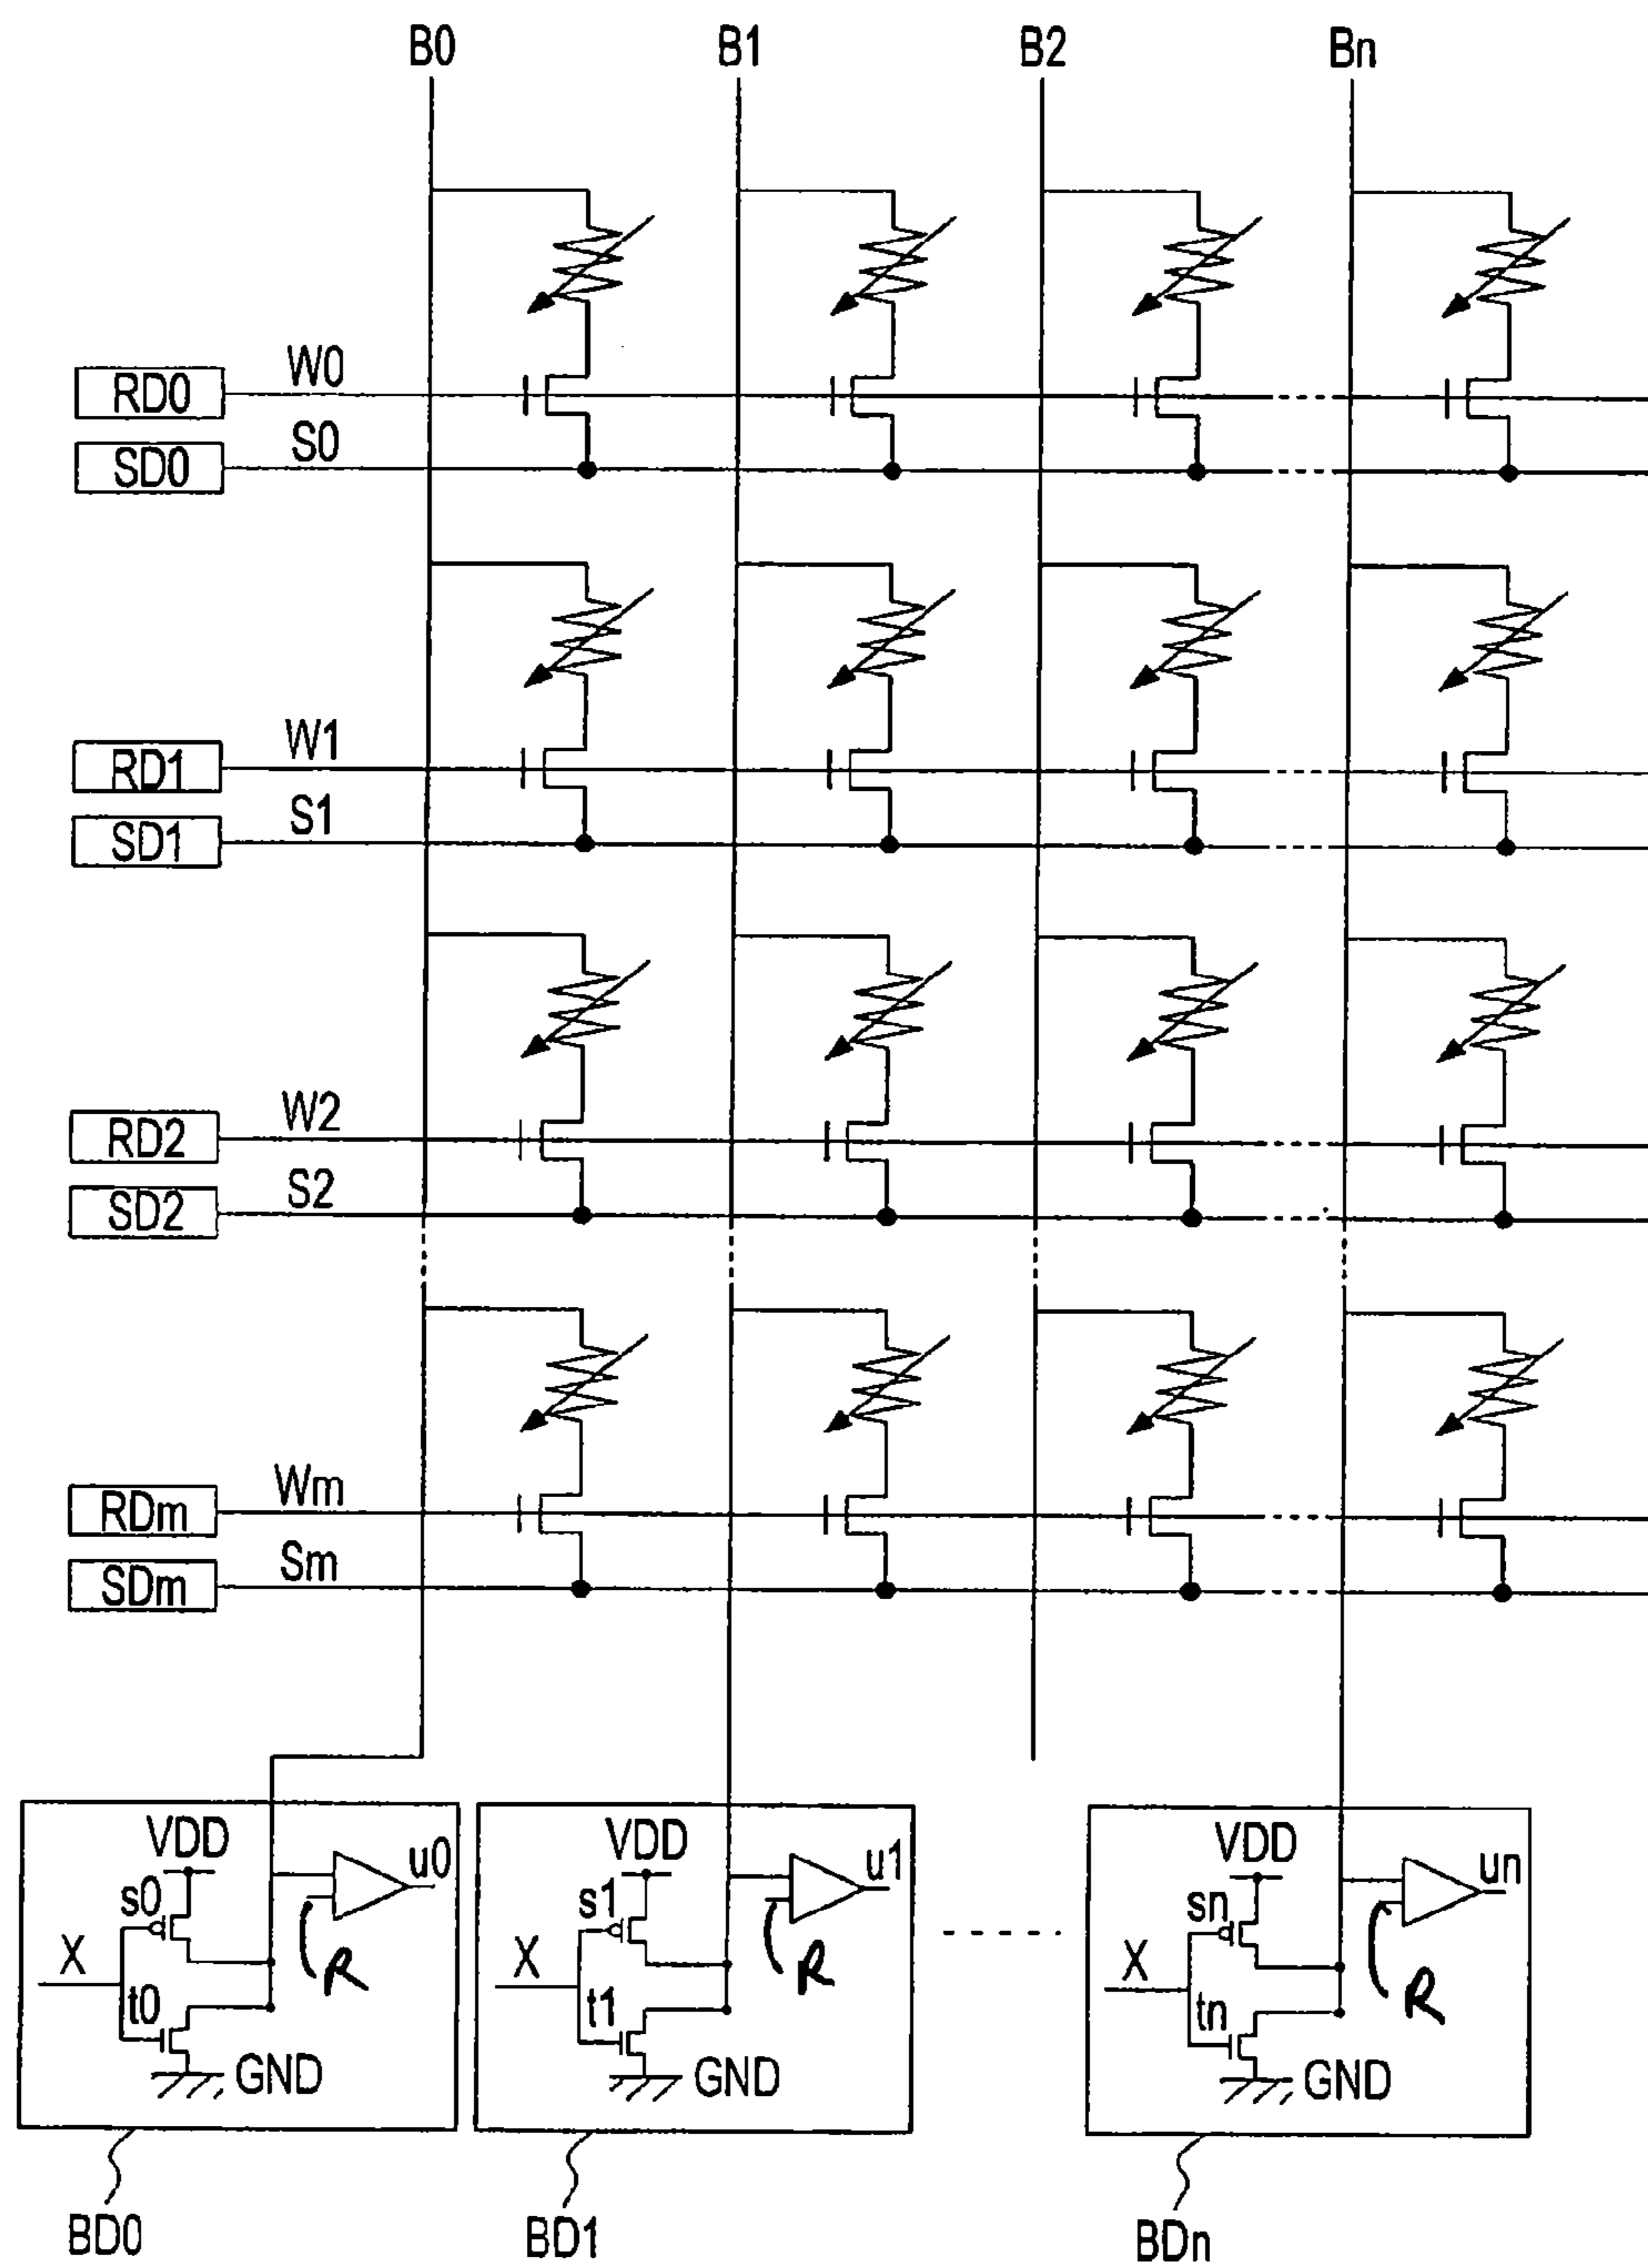 B0 B1 B2 Bn
RD0 W0
SD0 S0
RD1 W1
SD1 S1
RD2 W2
SD2 S2
RDm Wm
SDm Sm
VDD u0 VDD u1 VDD un
s0 s1 sn
X R X R X R
t0 t1 tn
GND GND GND
BD0 BD1 BDn